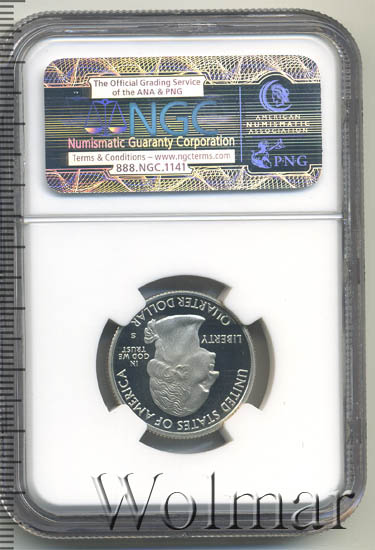 The Official Grading Service
of the ANA & PNG
NGC
Numismatic Guaranty Corporation
Terms & Conditions – www.ngcterms.com
888.NGC.1141
AMERICAN
NUMISMATIC
ASSOCIATION
PNG
UNITED STATES OF AMERICA
LIBERTY
IN
GOD WE
TRUST
S
QUARTER DOLLAR
Wolmar